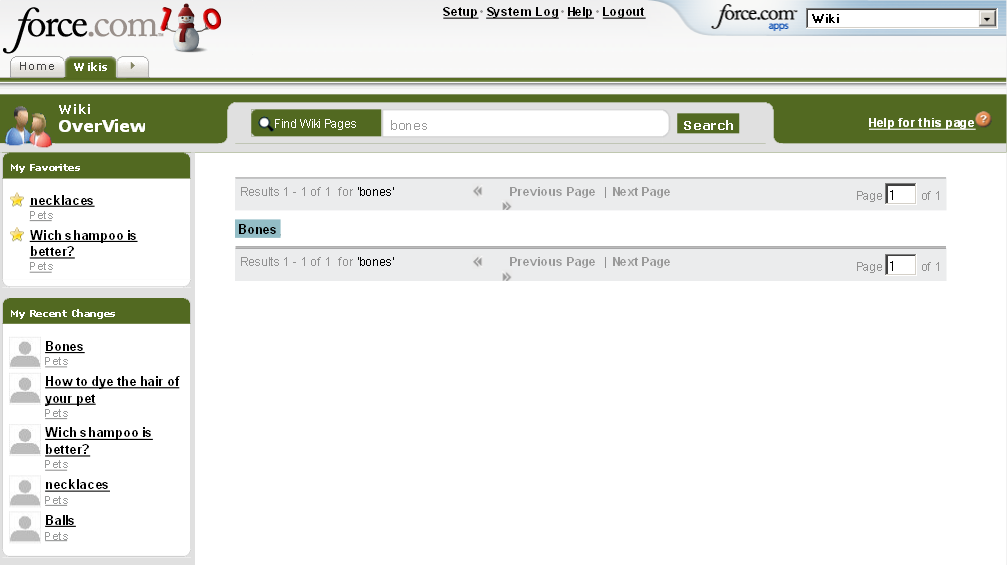 force.com 10
Setup · System Log · Help · Logout
force.com apps
Wiki
Home Wikis
Wiki
OverView
Find Wiki Pages bones Search
Help for this page ?
My Favorites
necklaces
Pets
Wich shampoo is
better?
Pets
My Recent Changes
Bones
Pets
How to dye the hair of
your pet
Pets
Wich shampoo is
better?
Pets
necklaces
Pets
Balls
Pets
Results 1 - 1 of 1 for 'bones' « Previous Page | Next Page » Page 1 of 1
Bones
Results 1 - 1 of 1 for 'bones' « Previous Page | Next Page » Page 1 of 1